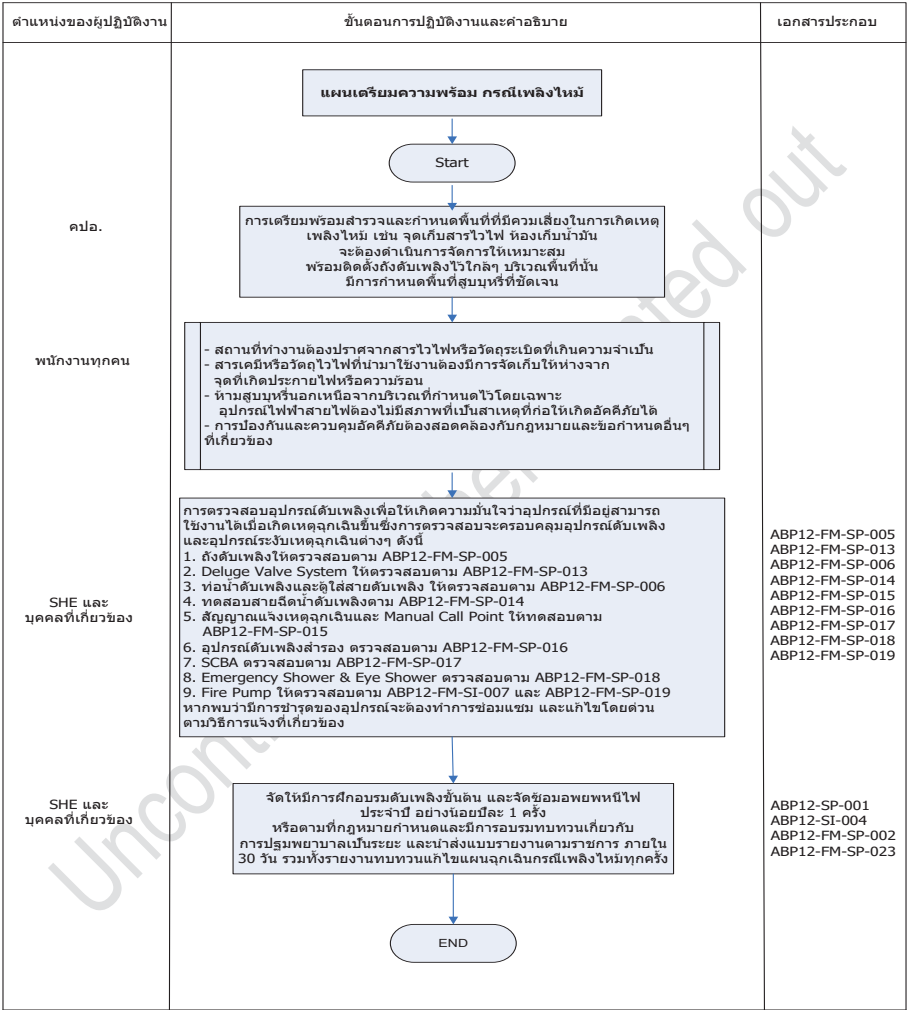 ตำแหน่งของผู้ปฏิบัติงาน
ขั้นตอนการปฏิบัติงานและคำอธิบาย
เอกสารประกอบ
แผนเตรียมความพร้อม กรณีเพลิงไหม้
Start
คปอ.
การเตรียมพร้อมสำรวจและกำหนดพื้นที่ที่มีควมเสี่ยงในการเกิดเหตุ
เพลิงไหม้ เช่น จุดเก็บสารไวไฟ ห้องเก็บน้ำมัน
จะต้องดำเนินการจัดการให้เหมาะสม
พร้อมติดตั้งถังดับเพลิงไว้ใกล้ๆ บริเวณพื้นที่นั้น
มีการกำหนดพื้นที่สูบบุหรี่ที่ชัดเจน
พนักงานทุกคน
- สถานที่ทำงานต้องปราศจากสารไวไฟหรือวัตถุระเบิดที่เกินความจำเป็น
- สารเคมีหรือวัตถุไวไฟที่นำมาใช้งานต้องมีการจัดเก็บให้ห่างจาก
จุดที่เกิดประกายไฟหรือความร้อน
- ห้ามสูบบุหรี่นอกเหนือจากบริเวณที่กำหนดไว้โดยเฉพาะ
อุปกรณ์ไฟฟ้าสายไฟต้องไม่มีสภาพที่เป็นสาเหตุที่ก่อให้เกิดอัคคีภัยได้
- การป้องกันและควบคุมอัคคีภัยต้องสอดคล้องกับกฎหมายและข้อกำหนดอื่นๆ
ที่เกี่ยวข้อง
SHE และ
บุคคลที่เกี่ยวข้อง
การตรวจสอบอุปกรณ์ดับเพลิงเพื่อให้เกิดความมั่นใจว่าอุปกรณ์ที่มีอยู่สามารถ
ใช้งานได้เมื่อเกิดเหตุฉุกเฉินขึ้นซึ่งการตรวจสอบจะครอบคลุมอุปกรณ์ดับเพลิง
และอุปกรณ์ระงับเหตุฉุกเฉินต่างๆ ดังนี้
1. ถังดับเพลิงให้ตรวจสอบตาม ABP12-FM-SP-005
2. Deluge Valve System ให้ตรวจสอบตาม ABP12-FM-SP-013
3. ท่อน้ำดับเพลิงและตู้ใส่สายดับเพลิง ให้ตรวจสอบตาม ABP12-FM-SP-006
4. ทดสอบสายฉีดน้ำดับเพลิงตาม ABP12-FM-SP-014
5. สัญญาณแจ้งเหตุฉุกเฉินและ Manual Call Point ให้ทดสอบตาม
ABP12-FM-SP-015
6. อุปกรณ์ดับเพลิงสำรอง ตรวจสอบตาม ABP12-FM-SP-016
7. SCBA ตรวจสอบตาม ABP12-FM-SP-017
8. Emergency Shower & Eye Shower ตรวจสอบตาม ABP12-FM-SP-018
9. Fire Pump ให้ตรวจสอบตาม ABP12-FM-SI-007 และ ABP12-FM-SP-019
หากพบว่ามีการชำรุดของอุปกรณ์จะต้องทำการซ่อมแซม และแก้ไขโดยด่วน
ตามวิธีการแจ้งที่เกี่ยวข้อง
ABP12-FM-SP-005
ABP12-FM-SP-013
ABP12-FM-SP-006
ABP12-FM-SP-014
ABP12-FM-SP-015
ABP12-FM-SP-016
ABP12-FM-SP-017
ABP12-FM-SP-018
ABP12-FM-SP-019
SHE และ
บุคคลที่เกี่ยวข้อง
จัดให้มีการฝึกอบรมดับเพลิงขั้นต้น และจัดซ้อมอพยพหนีไฟ
ประจำปี อย่างน้อยปีละ 1 ครั้ง
หรือตามที่กฎหมายกำหนดและมีการอบรมทบทวนเกี่ยวกับ
การปฐมพยาบาลเป็นระยะ และนำส่งแบบรายงานตามราชการ ภายใน
30 วัน รวมทั้งรายงานทบทวนแก้ไขแผนฉุกเฉินกรณีเพลิงไหม้ทุกครั้ง
ABP12-SP-001
ABP12-SI-004
ABP12-FM-SP-002
ABP12-FM-SP-023
END